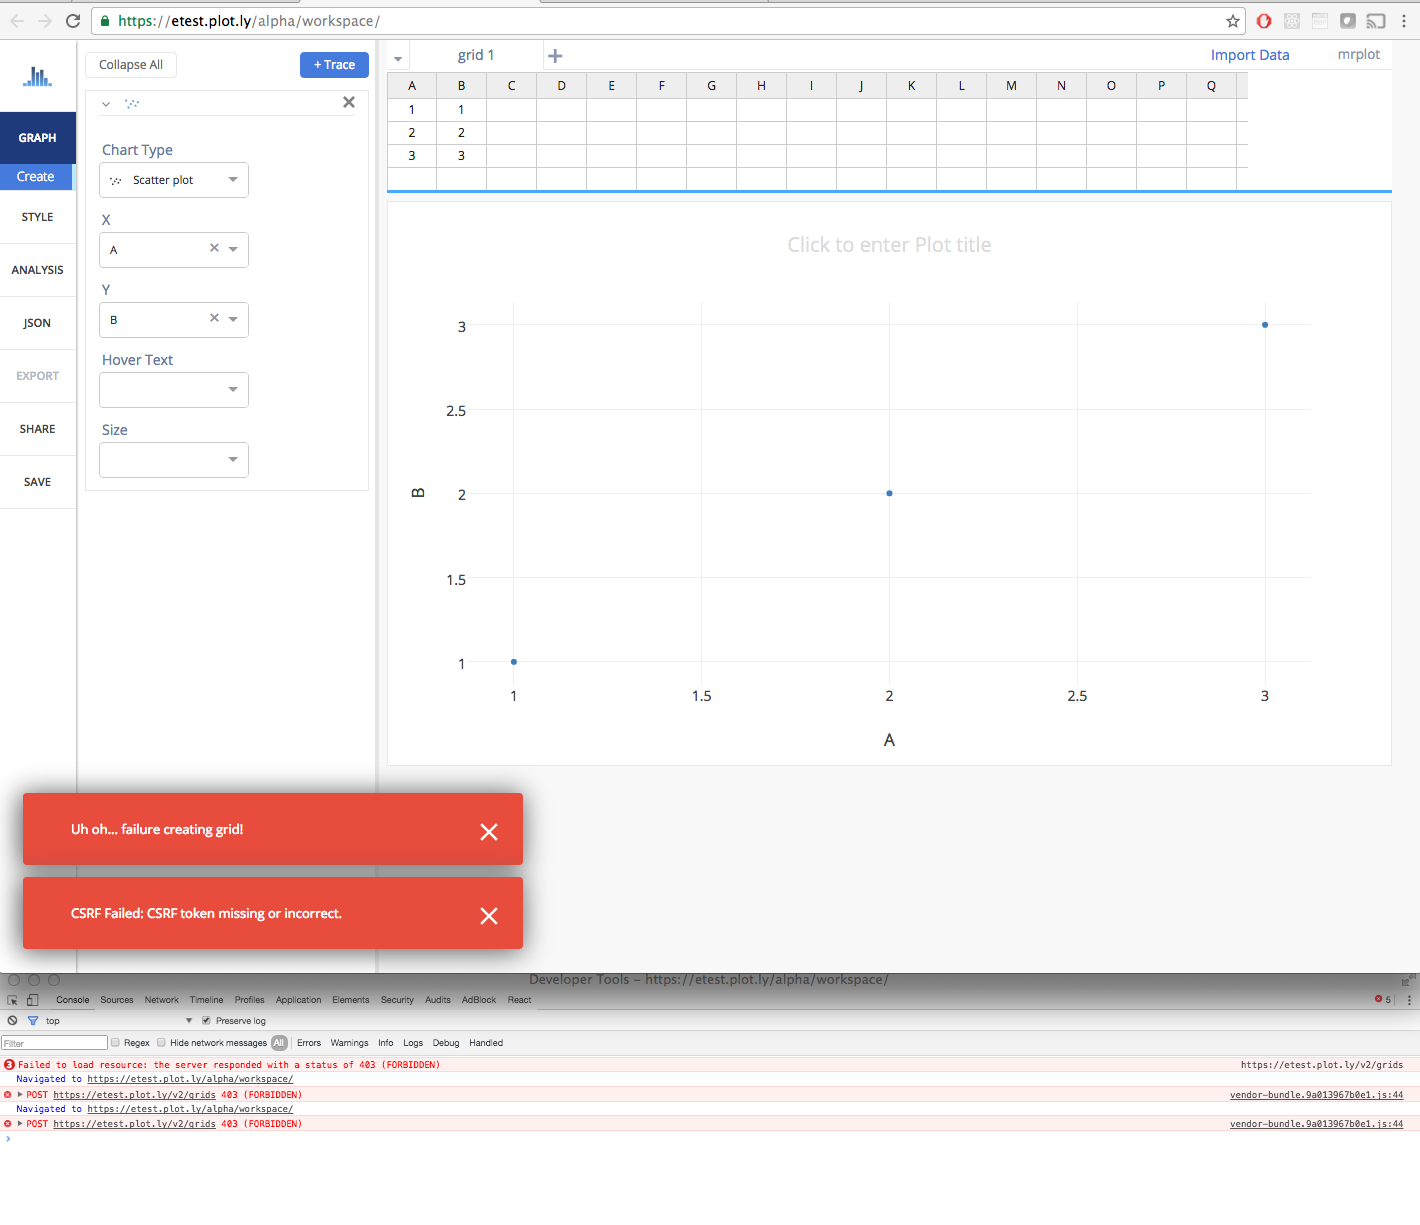 https://etest.plot.ly/alpha/workspace/
Collapse All
+ Trace
grid 1
Import Data
mrplot
GRAPH
Create
STYLE
ANALYSIS
JSON
EXPORT
SHARE
SAVE
Chart Type
Scatter plot
X
A
Y
B
Hover Text
Size
A B C D E F G H I J K L M N O P Q
1 1
2 2
3 3
Click to enter Plot title
3
2.5
2
1.5
1
B
1 1.5 2 2.5 3
A
Uh oh... failure creating grid!
CSRF Failed: CSRF token missing or incorrect.
Developer Tools - https://etest.plot.ly/alpha/workspace/
Console Sources Network Timeline Profiles Application Elements Security Audits AdBlock React
5
top
Preserve log
Filter
Regex
Hide network messages
All
Errors Warnings Info Logs Debug Handled
3 Failed to load resource: the server responded with a status of 403 (FORBIDDEN) https://etest.plot.ly/v2/grids
Navigated to https://etest.plot.ly/alpha/workspace/
POST https://etest.plot.ly/v2/grids 403 (FORBIDDEN) vendor-bundle.9a013967b0e1.js:44
Navigated to https://etest.plot.ly/alpha/workspace/
POST https://etest.plot.ly/v2/grids 403 (FORBIDDEN) vendor-bundle.9a013967b0e1.js:44